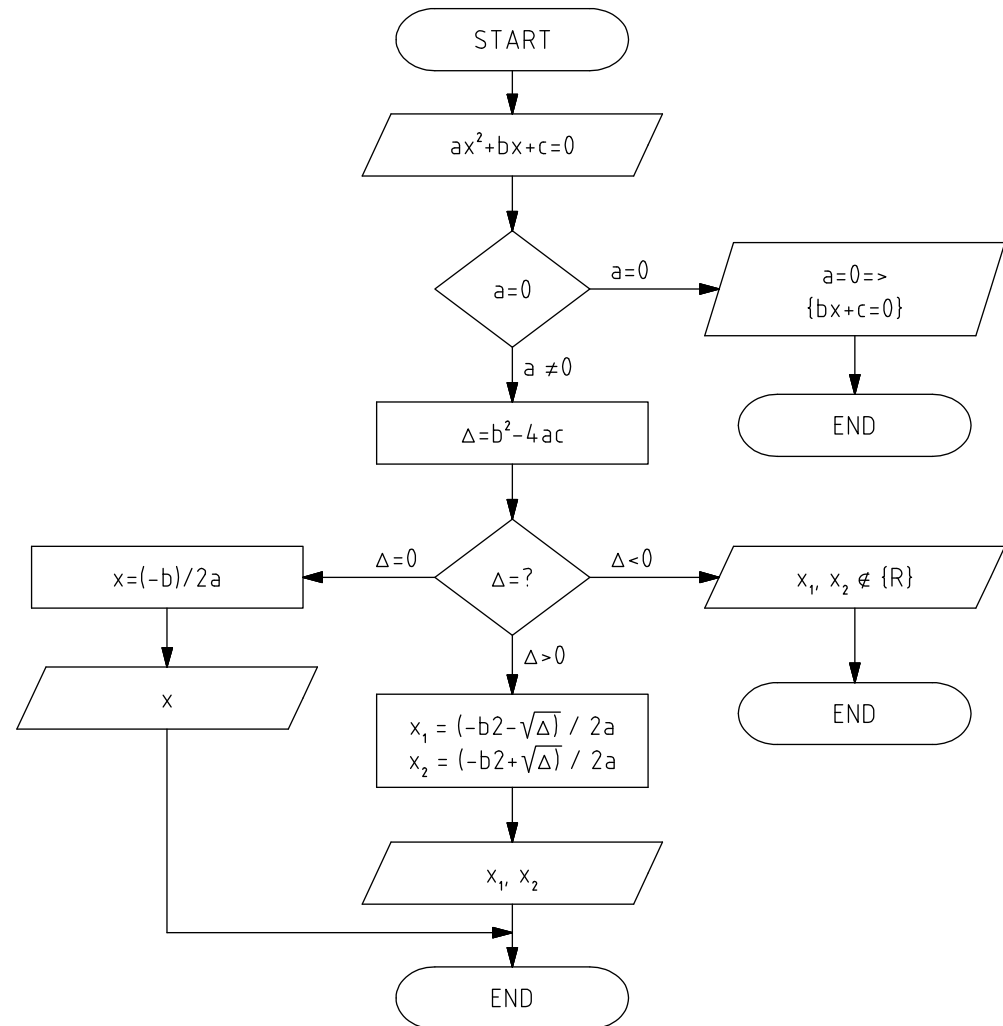 START
ax²+bx+c=0
a=0
a=0
a=0=>
{bx+c=0}
END
a ≠0
Δ=b²-4ac
Δ=?
Δ=0
x=(-b)/2a
x
Δ<0
x₁, x₂ ∉ {R}
END
Δ>0
x₁ = (-b2-√Δ) / 2a
x₂ = (-b2+√Δ) / 2a
x₁, x₂
END